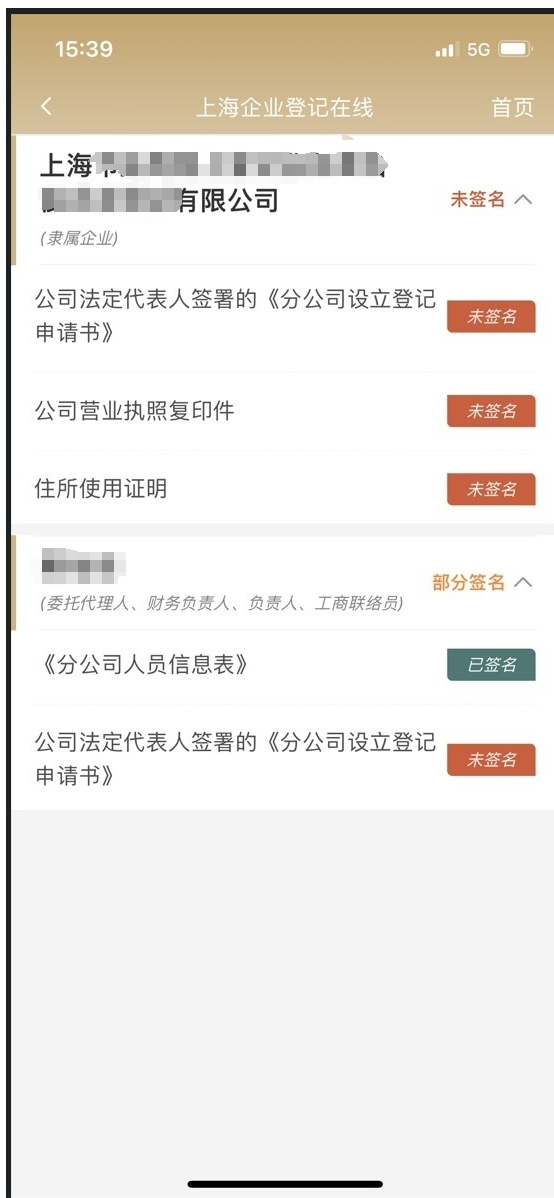 15:39
5G
上海企业登记在线
首页
上海
有限公司
未签名
(隶属企业)
公司法定代表人签署的《分公司设立登记
申请书》
未签名
公司营业执照复印件
未签名
住所使用证明
未签名
部分签名
(委托代理人、财务负责人、负责人、工商联络员)
《分公司人员信息表》
已签名
公司法定代表人签署的《分公司设立登记
申请书》
未签名